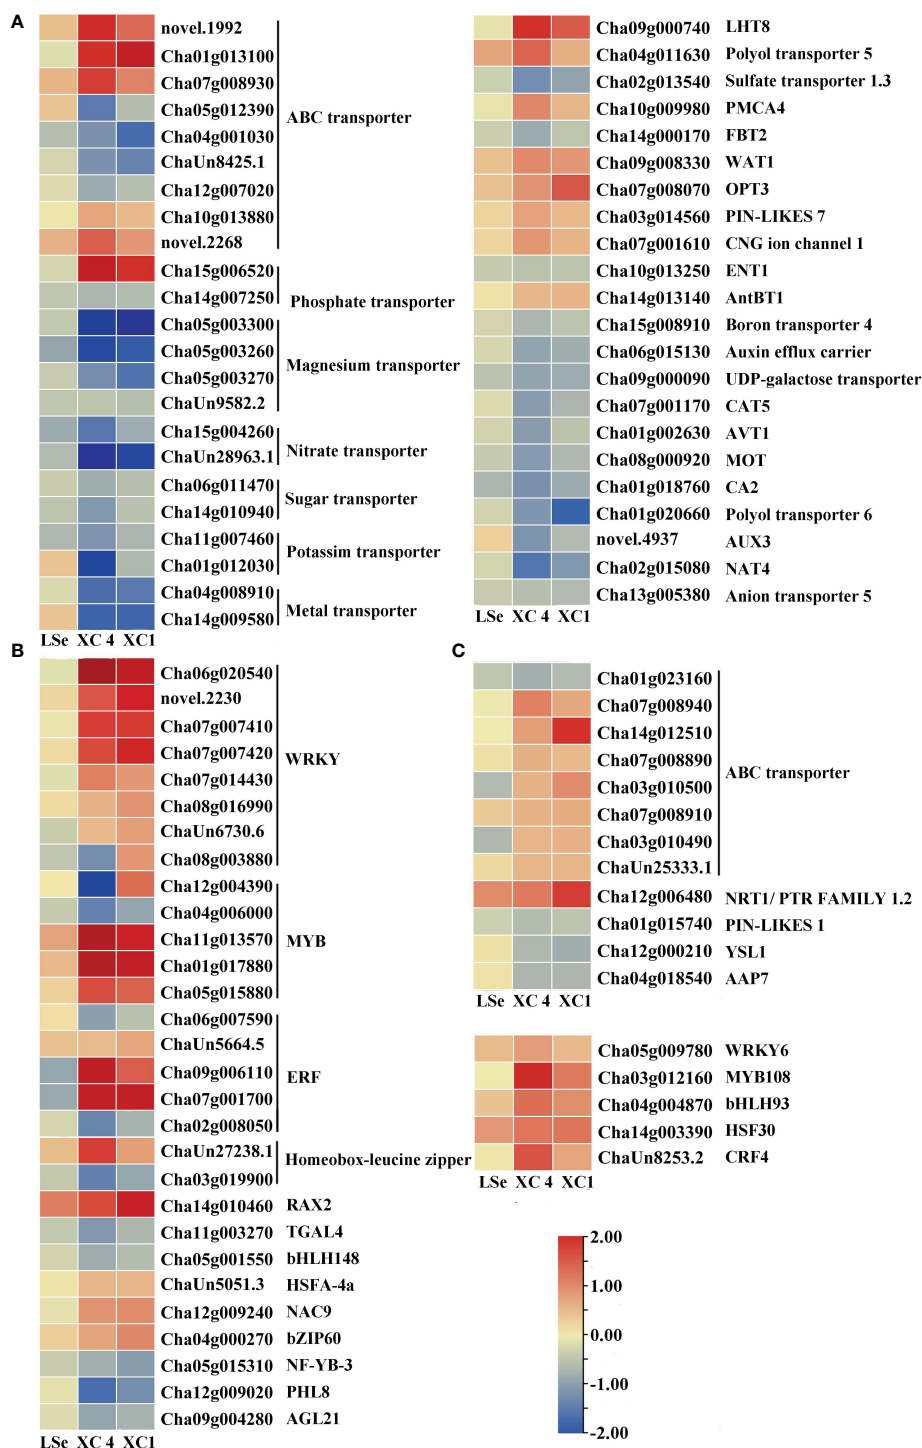 A
novel.1992
Cha01g013100
Cha07g008930
Cha05g012390
Cha04g001030
ChaUn8425.1
Cha12g007020
Cha10g013880
novel.2268
ABC transporter
Cha15g006520
Cha14g007250
Phosphate transporter
Cha05g003300
Cha05g003260
Cha05g003270
ChaUn9582.2
Magnesium transporter
Cha15g004260
ChaUn28963.1
Nitrate transporter
Cha06g011470
Cha14g010940
Sugar transporter
Cha11g007460
Cha01g012030
Potassim transporter
Cha04g008910
Cha14g009580
Metal transporter
LSe XC 4 XC1
Cha09g000740 LHT8
Cha04g011630 Polyol transporter 5
Cha02g013540 Sulfate transporter 1.3
Cha10g009980 PMCA4
Cha14g000170 FBT2
Cha09g008330 WAT1
Cha07g008070 OPT3
Cha03g014560 PIN-LIKES 7
Cha07g001610 CNG ion channel 1
Cha10g013250 ENT1
Cha14g013140 AntBT1
Cha15g008910 Boron transporter 4
Cha06g015130 Auxin efflux carrier
Cha09g000090 UDP-galactose transporter
Cha07g001170 CAT5
Cha01g002630 AVT1
Cha08g000920 MOT
Cha01g018760 CA2
Cha01g020660 Polyol transporter 6
novel.4937 AUX3
Cha02g015080 NAT4
Cha13g005380 Anion transporter 5
LSe XC 4 XC1
B
Cha06g020540
novel.2230
Cha07g007410
Cha07g007420
Cha07g014430
Cha08g016990
ChaUn6730.6
Cha08g003880
WRKY
Cha12g004390
Cha04g006000
Cha11g013570
Cha01g017880
Cha05g015880
MYB
Cha06g007590
ChaUn5664.5
Cha09g006110
Cha07g001700
Cha02g008050
ERF
ChaUn27238.1
Cha03g019900
Homeobox-leucine zipper
Cha14g010460 RAX2
Cha11g003270 TGAL4
Cha05g001550 bHLH148
ChaUn5051.3 HSFA-4a
Cha12g009240 NAC9
Cha04g000270 bZIP60
Cha05g015310 NF-YB-3
Cha12g009020 PHL8
Cha09g004280 AGL21
LSe XC 4 XC1
C
Cha01g023160
Cha07g008940
Cha14g012510
Cha07g008890
Cha03g010500
Cha07g008910
Cha03g010490
ChaUn25333.1
ABC transporter
Cha12g006480 NRT1/ PTR FAMILY 1.2
Cha01g015740 PIN-LIKES 1
Cha12g000210 YSL1
Cha04g018540 AAP7
LSe XC 4 XC1
Cha05g009780 WRKY6
Cha03g012160 MYB108
Cha04g004870 bHLH93
Cha14g003390 HSF30
ChaUn8253.2 CRF4
LSe XC 4 XC1
2.00
1.00
0.00
-1.00
-2.00